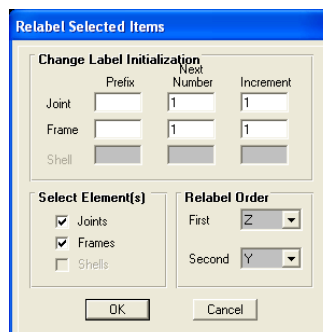 Relabel Selected Items
Change Label Initialization
Prefix Next Number Increment
Joint 1 1
Frame 1 1
Shell
Select Element(s)
Joints
Frames
Shells
Relabel Order
First Z
Second Y
OK Cancel